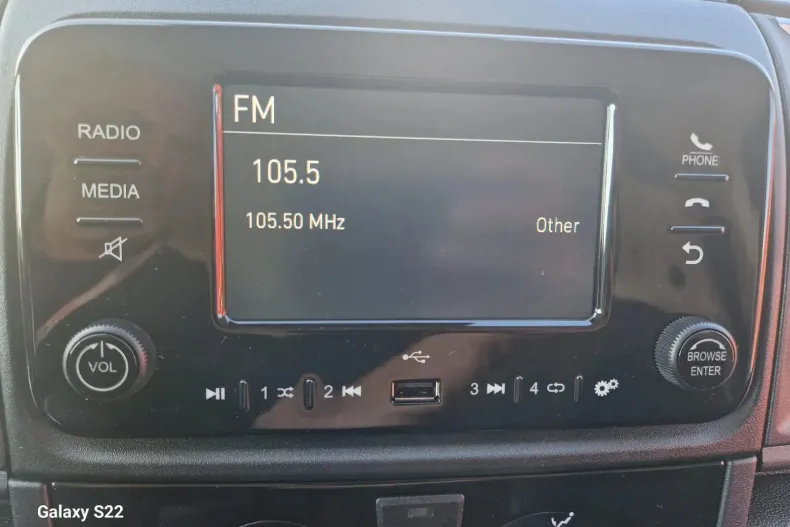 FM
105.5
105.50 MHz Other
RADIO
MEDIA
VOL
1 2
3 4
PHONE
BROWSE
ENTER
Galaxy S22